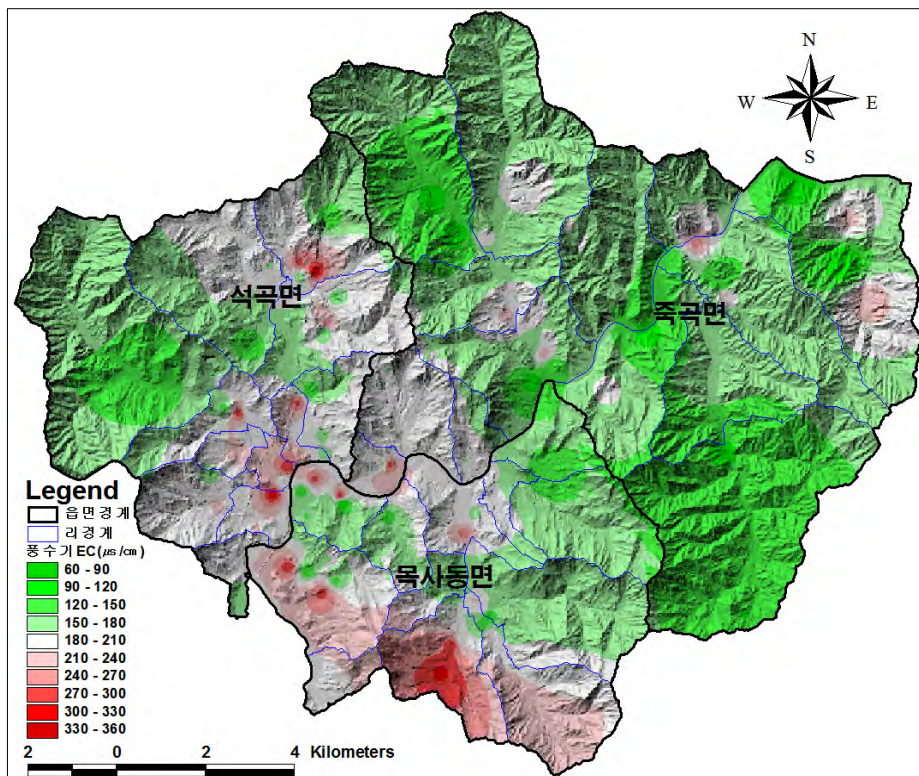 N
W E
S
석곡면
죽곡면
목사동면
Legend
읍면경계
리경계
풍수기 EC(㎲/㎝)
60 - 90
90 - 120
120 - 150
150 - 180
180 - 210
210 - 240
240 - 270
270 - 300
300 - 330
330 - 360
2 0 2 4 Kilometers